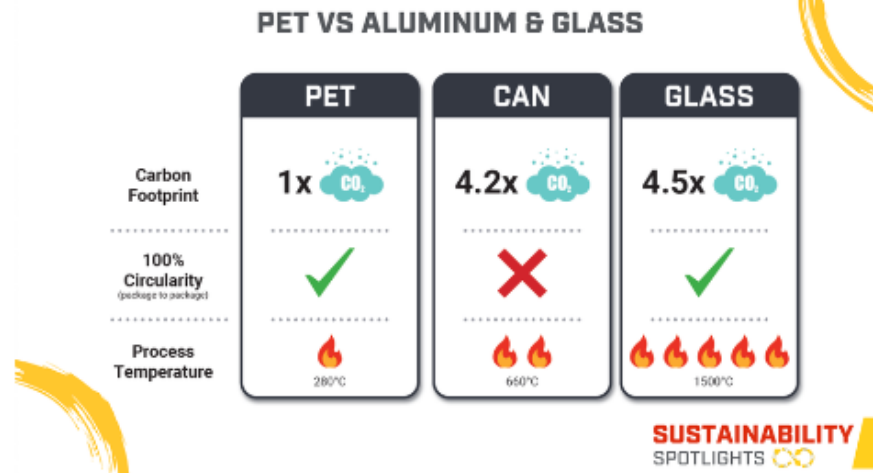 PET VS ALUMINUM & GLASS
PET
CAN
GLASS
Carbon
Footprint
1x CO₂
4.2x CO₂
4.5x CO₂
100%
Circularity
(package to package)
Process
Temperature
280°C
660°C
1500°C
SUSTAINABILITY
SPOTLIGHTS